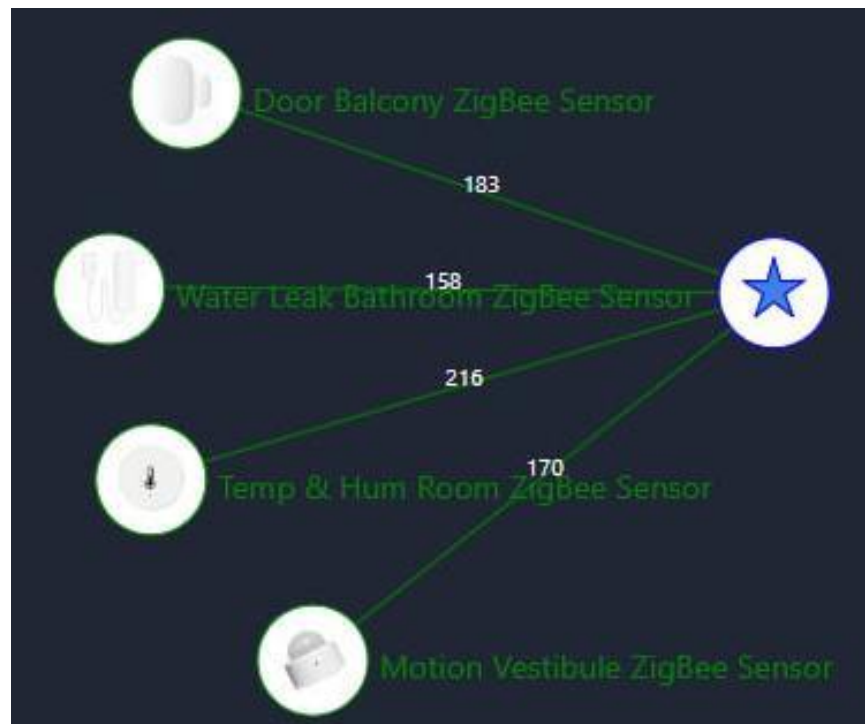 Door Balcony ZigBee Sensor
183
158
Water Leak Bathroom ZigBee Sensor
216
170
Temp & Hum Room ZigBee Sensor
Motion Vestibule ZigBee Sensor